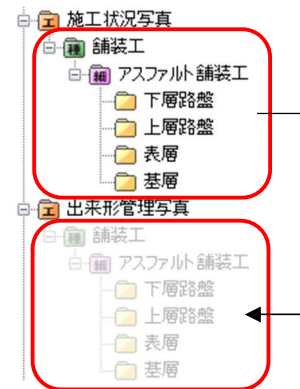 工 施工状況写真
種 舗装工
細 アスファルト舗装工
下層路盤
上層路盤
表層
基層
工 出来形管理写真
種 舗装工
細 アスファルト舗装工
下層路盤
上層路盤
表層
基層